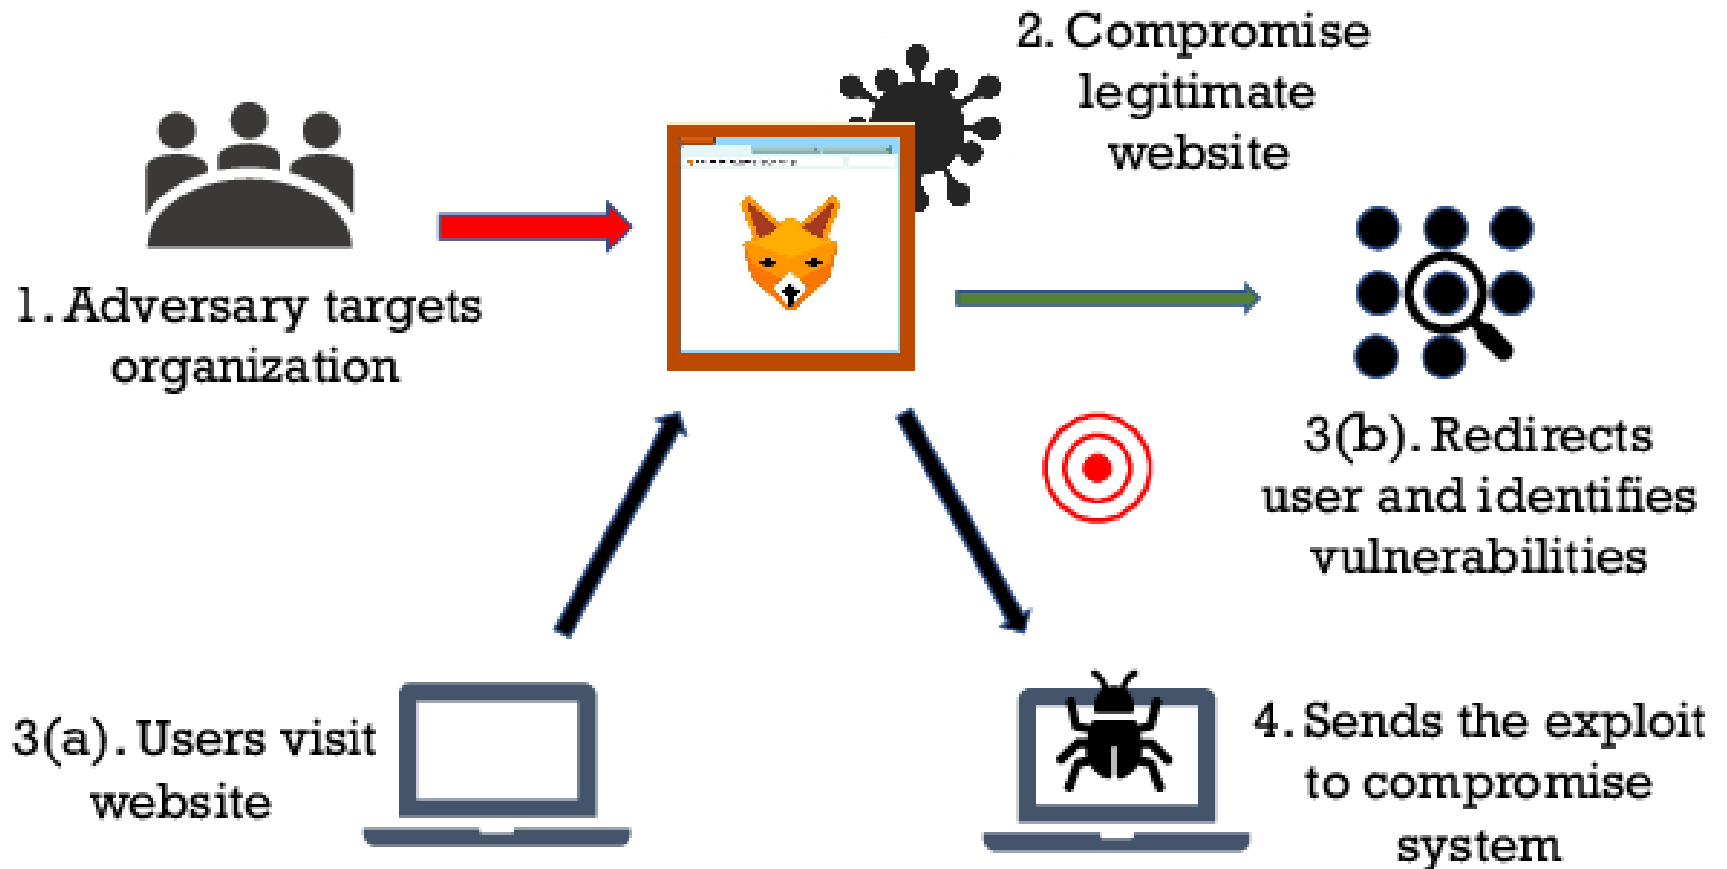 1. Adversary targets
organization
2. Compromise
legitimate
website
3(a). Users visit
website
3(b). Redirects
user and identifies
vulnerabilities
4. Sends the exploit
to compromise
system